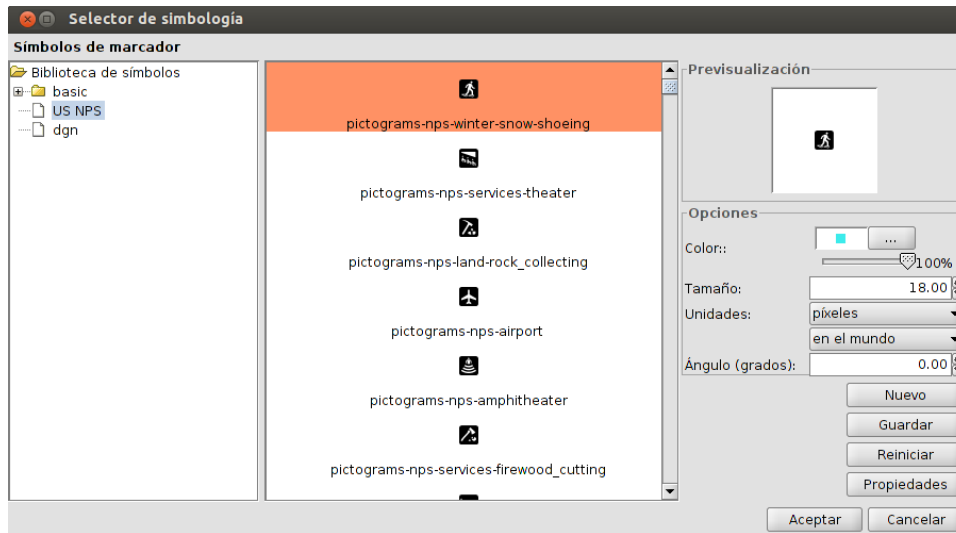 Selector de simbología
Símbolos de marcador
Biblioteca de símbolos
basic
US NPS
dgn
pictograms-nps-winter-snow-shoeing
pictograms-nps-services-theater
pictograms-nps-land-rock_collecting
pictograms-nps-airport
pictograms-nps-amphitheater
pictograms-nps-services-firewood_cutting
Previsualización
Opciones
Color::
...
100%
Tamaño:
18.00
Unidades:
píxeles
en el mundo
Ángulo (grados):
0.00
Nuevo
Guardar
Reiniciar
Propiedades
Aceptar
Cancelar